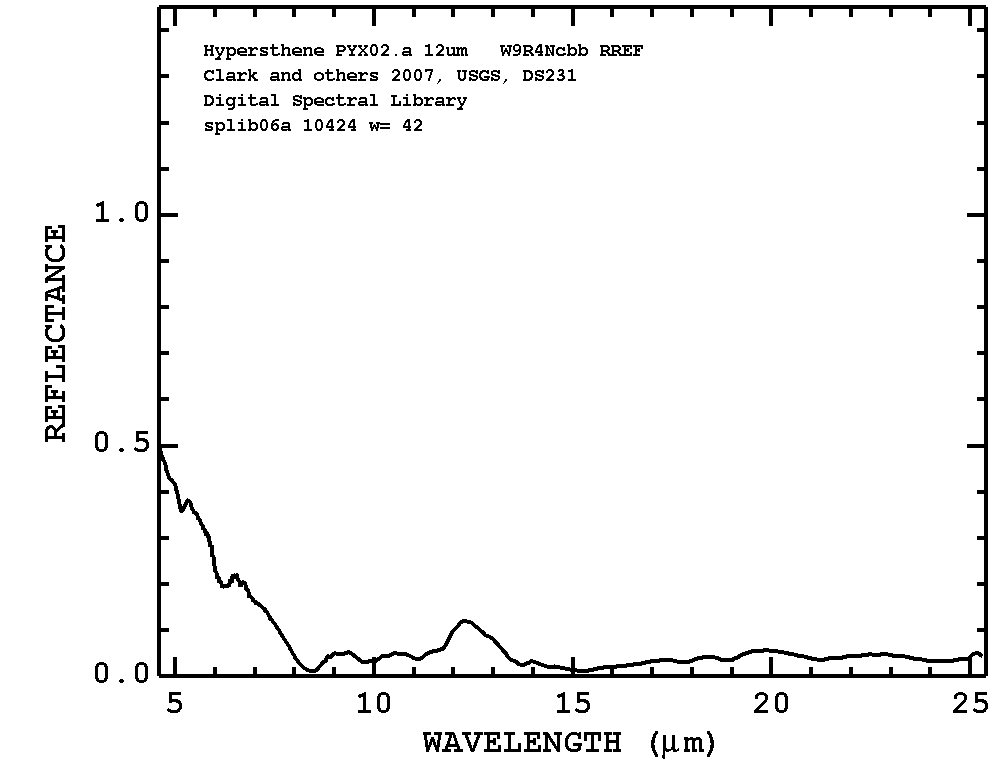 Hypersthene PYX02.a 12um W9R4Ncbb RREF
Clark and others 2007, USGS, DS231
Digital Spectral Library
splib06a 10424 w= 42
REFLECTANCE
1.0
0.5
0.0
5 10 15 20 25
WAVELENGTH (μm)